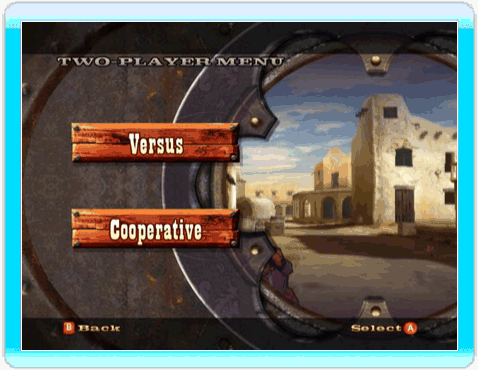 TWO-PLAYER MENU
Versus
Cooperative
B Back
Select A